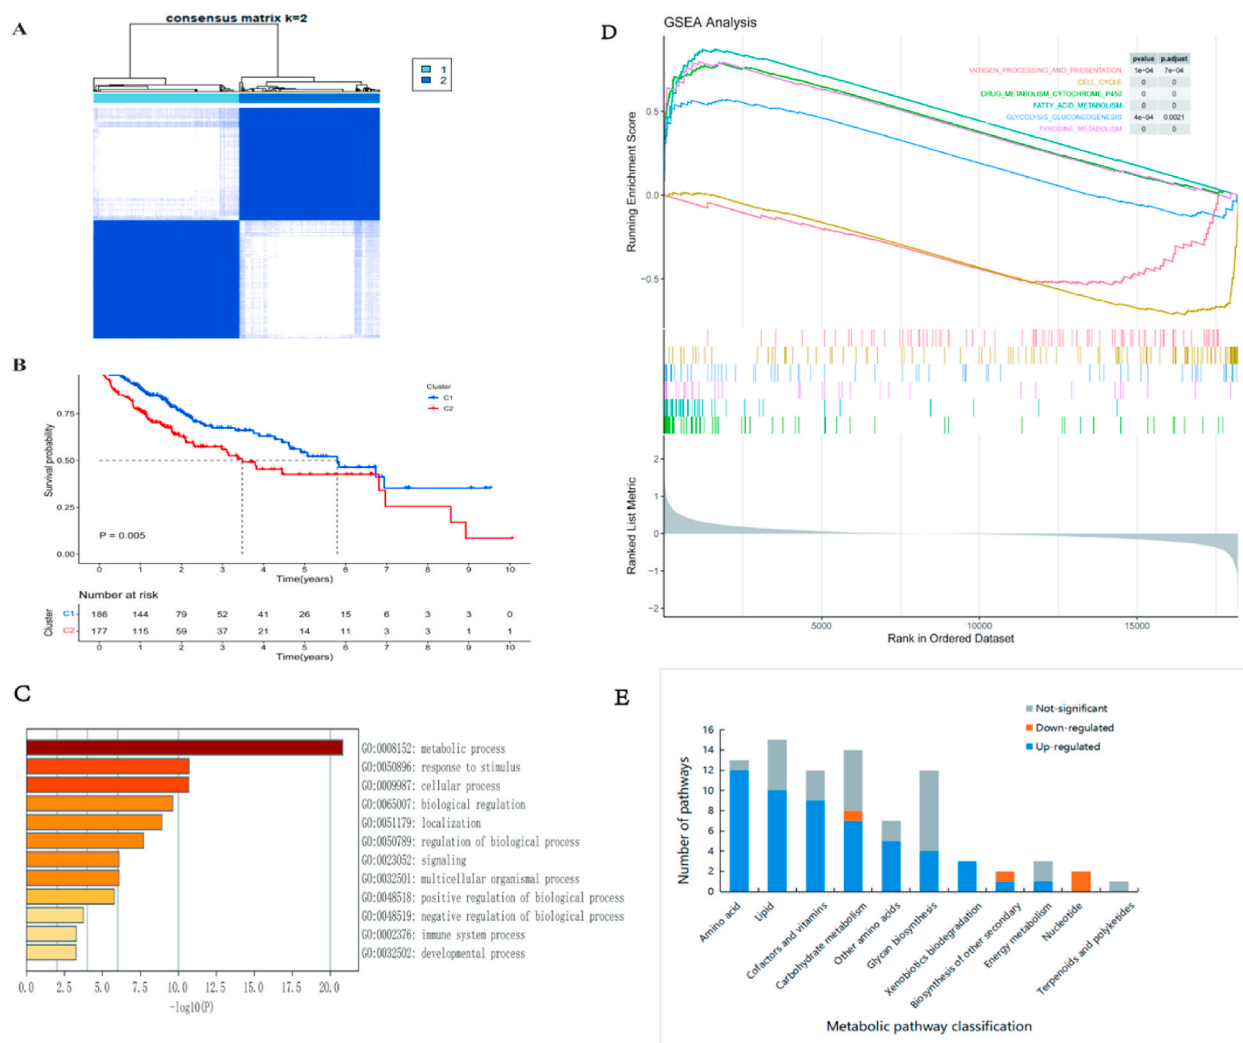 A
consensus matrix k=2
1
2
B
Cluster
C1
C2
Survival probability
0.75
0.50
0.25
0.00
P = 0.005
0 1 2 3 4 5 6 7 8 9 10
Time(years)
Number at risk
Cluster
C1 186 144 79 52 41 26 15 6 3 3 0
C2 177 115 59 37 21 14 11 3 3 1 1
0 1 2 3 4 5 6 7 8 9 10
Time(years)
C
GO:0008152: metabolic process
GO:0050896: response to stimulus
GO:0009987: cellular process
GO:0065007: biological regulation
GO:0051179: localization
GO:0050789: regulation of biological process
GO:0023052: signaling
GO:0032501: multicellular organismal process
GO:0048518: positive regulation of biological process
GO:0048519: negative regulation of biological process
GO:0002376: immune system process
GO:0032502: developmental process
0.0 2.5 5.0 7.5 10.0 12.5 15.0 17.5 20.0
-log10(P)
D
GSEA Analysis
pvalue p.adjust
ANTIGEN_PROCESSING_AND_PRESENTATION 1e-04 7e-04
CELL_CYCLE 0 0
DRUG_METABOLISM_CYTOCHROME_P450 0 0
FATTY_ACID_METABOLISM 0 0
GLYCOLYSIS_GLUCONEOGENESIS 4e-04 0.0021
TYROSINE_METABOLISM 0 0
Running Enrichment Score
0.5
0.0
-0.5
Ranked List Metric
2
1
0
-1
-2
5000 10000 15000
Rank in Ordered Dataset
E
Not-significant
Down-regulated
Up-regulated
Number of pathways
16
14
12
10
8
6
4
2
0
Amino acid
Lipid
Cofactors and vitamins
Carbohydrate metabolism
Other amino acids
Glycan biosynthesis
Xenobiotics biodegradation
Biosynthesis of other secondary
Energy metabolism
Nucleotide
Terpenoids and polyketides
Metabolic pathway classification